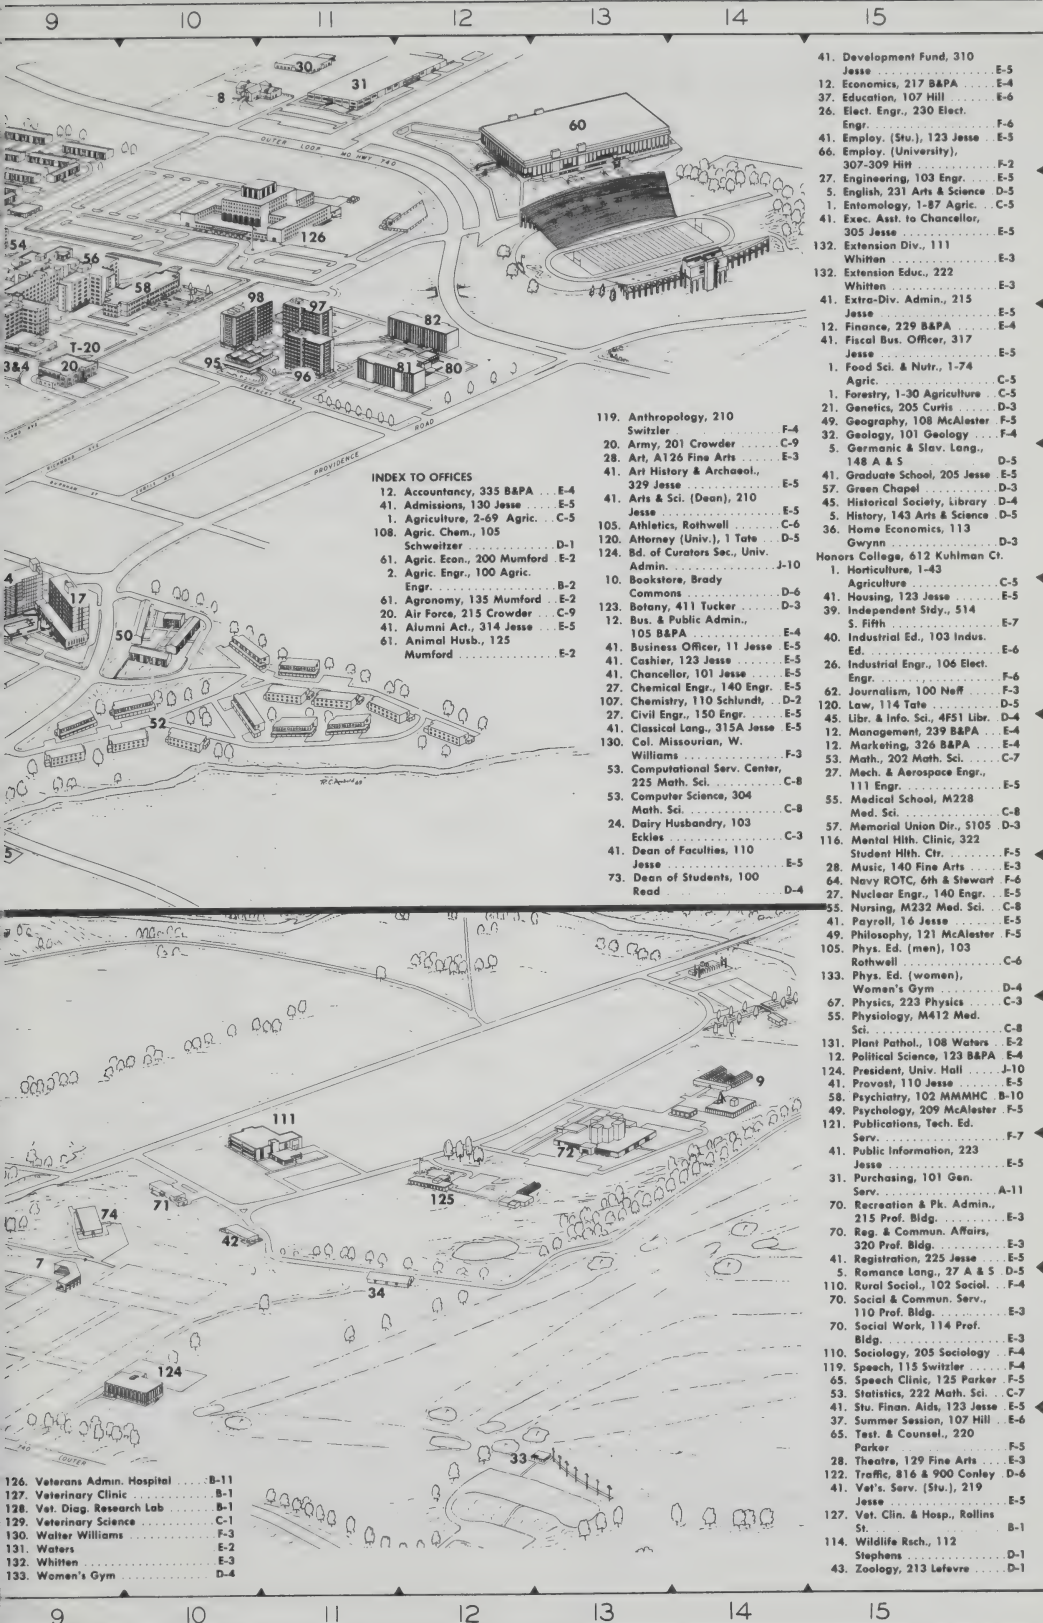 9 10 11 12 13 14 15
30
31
8
60
OUTER LOOP MO HWY 740
126
54
56
58
98
97
82
T-20
3&4
20
95
96
81
80
PROVIDENCE
ROAD
INDEX TO OFFICES
12. Accountancy, 335 B&PA ... E-4
41. Admissions, 130 Jesse ..... E-5
1. Agriculture, 2-69 Agric. .. C-5
108. Agric. Chem., 105
Schweitzer .......... D-1
61. Agric. Econ., 200 Mumford . E-2
2. Agric. Engr., 100 Agric.
Engr. .............. B-2
61. Agronomy, 135 Mumford .. E-2
20. Air Force, 215 Crowder ... C-9
41. Alumni Act., 314 Jesse ... E-5
61. Animal Husb., 125
Mumford ............ E-2
119. Anthropology, 210
Switzler ............. F-4
20. Army, 201 Crowder ...... C-9
28. Art, A126 Fine Arts ...... E-3
41. Art History & Archaeol.,
329 Jesse ........... E-5
41. Arts & Sci. (Dean), 210
Jesse ............... E-5
105. Athletics, Rothwell ....... C-6
120. Attorney (Univ.), 1 Tate .. D-5
124. Bd. of Curators Sec., Univ.
Admin. ............. J-10
10. Bookstore, Brady
Commons ........... D-6
123. Botany, 411 Tucker ...... D-3
12. Bus. & Public Admin.,
105 B&PA .......... E-4
41. Business Officer, 11 Jesse . E-5
41. Cashier, 123 Jesse ....... E-5
41. Chancellor, 101 Jesse ..... E-5
27. Chemical Engr., 140 Engr. . E-5
107. Chemistry, 110 Schlundt, .. D-2
27. Civil Engr., 150 Engr. .... E-5
41. Classical Lang., 315A Jesse . E-5
130. Col. Missourian, W.
Williams ............ F-3
53. Computational Serv. Center,
225 Math. Sci. ....... C-8
53. Computer Science, 304
Math. Sci. .......... C-8
24. Dairy Husbandry, 103
Eckles .............. C-3
41. Dean of Faculties, 110
Jesse ............... E-5
73. Dean of Students, 100
Read ............... D-4
41. Development Fund, 310
Jesse ............... E-5
12. Economics, 217 B&PA .... E-4
37. Education, 107 Hill ...... E-6
26. Elect. Engr., 230 Elect.
Engr. ............... F-6
41. Employ. (Stu.), 123 Jesse .. E-5
66. Employ. (University),
307-309 Hitt ........ F-2
27. Engineering, 103 Engr. ... E-5
5. English, 231 Arts & Science . D-5
1. Entomology, 1-87 Agric. .. C-5
41. Exec. Asst. to Chancellor,
305 Jesse ........... E-5
132. Extension Div., 111
Whitten ............. E-3
132. Extension Educ., 222
Whitten ............. E-3
41. Extra-Div. Admin., 215
Jesse ............... E-5
12. Finance, 229 B&PA ...... E-4
41. Fiscal Bus. Officer, 317
Jesse ............... E-5
1. Food Sci. & Nutr., 1-74
Agric. .............. C-5
1. Forestry, 1-30 Agriculture .. C-5
21. Genetics, 205 Curtis ..... D-3
49. Geography, 108 McAlester . F-5
32. Geology, 101 Geology .... F-4
5. Germanic & Slav. Lang.,
148 A & S D-5
41. Graduate School, 205 Jesse . E-5
57. Green Chapel .......... D-3
45. Historical Society, Library . D-4
5. History, 143 Arts & Science . D-5
36. Home Economics, 113
Gwynn ............. D-3
Honors College, 612 Kuhlman Ct.
1. Horticulture, 1-43
Agriculture .......... C-5
41. Housing, 123 Jesse ...... E-5
39. Independent Stdy., 514
S. Fifth ............. E-7
40. Industrial Ed., 103 Indus.
Ed. ................ E-6
26. Industrial Engr., 106 Elect.
Engr. ............... F-6
62. Journalism, 100 Neff ..... F-3
120. Law, 114 Tate .......... D-5
45. Libr. & Info. Sci., 4F51 Libr. . D-4
12. Management, 239 B&PA .. E-4
12. Marketing, 326 B&PA .... E-4
53. Math., 202 Math. Sci. .... C-7
27. Mech. & Aerospace Engr.,
111 Engr. ........... E-5
55. Medical School, M228
Med. Sci. ........... C-8
57. Memorial Union Dir., S105 . D-3
116. Mental Hlth. Clinic, 322
Student Hlth. Ctr. ...... F-5
28. Music, 140 Fine Arts ..... E-3
64. Navy ROTC, 6th & Stewart . F-6
27. Nuclear Engr., 140 Engr. .. E-5
55. Nursing, M232 Med. Sci. .. C-8
41. Payroll, 16 Jesse ........ E-5
49. Philosophy, 121 McAlester . F-5
105. Phys. Ed. (men), 103
Rothwell ............ C-6
133. Phys. Ed. (women),
Women's Gym ....... D-4
67. Physics, 223 Physics ..... C-3
55. Physiology, M412 Med.
Sci. ................ C-8
131. Plant Pathol., 108 Waters .. E-2
12. Political Science, 123 B&PA . E-4
124. President, Univ. Hall ..... J-10
41. Provost, 110 Jesse ....... E-5
58. Psychiatry, 102 MMMHC . B-10
49. Psychology, 209 McAlester . F-5
121. Publications, Tech. Ed.
Serv. ............... F-7
41. Public Information, 223
Jesse ............... E-5
31. Purchasing, 101 Gen.
Serv. ............... A-11
70. Recreation & Pk. Admin.,
215 Prof. Bldg. ....... E-3
70. Reg. & Commun. Affairs,
320 Prof. Bldg. ....... E-3
41. Registration, 225 Jesse .... E-5
5. Romance Lang., 27 A & S . D-5
110. Rural Sociol., 102 Sociol. .. F-4
70. Social & Commun. Serv.,
110 Prof. Bldg. ....... E-3
70. Social Work, 114 Prof.
Bldg. ............... E-3
110. Sociology, 205 Sociology .. F-4
119. Speech, 115 Switzler ..... F-4
65. Speech Clinic, 125 Parker . F-5
53. Statistics, 222 Math. Sci. .. C-7
41. Stu. Finan. Aids, 123 Jesse . E-5
37. Summer Session, 107 Hill .. E-6
65. Test. & Counsel., 220
Parker .............. F-5
28. Theatre, 129 Fine Arts .... E-3
122. Traffic, 816 & 900 Conley . D-6
41. Vet's. Serv. (Stu.), 219
Jesse ............... E-5
127. Vet. Clin. & Hosp., Rollins
St. ................. B-1
114. Wildlife Rsch., 112
Stephens ............ D-1
43. Zoology, 213 Lefevre ..... D-1
4
17
50
52
5
9
111
72
71
125
74
42
7
34
124
33
740
OUTER
126. Veterans Admin. Hospital ..... B-11
127. Veterinary Clinic ........... B-1
128. Vet. Diag. Research Lab ...... B-1
129. Veterinary Science .......... C-1
130. Walter Williams ............ F-3
131. Waters .................. E-2
132. Whitten .................. E-3
133. Women's Gym ............. D-4
9 10 11 12 13 14 15